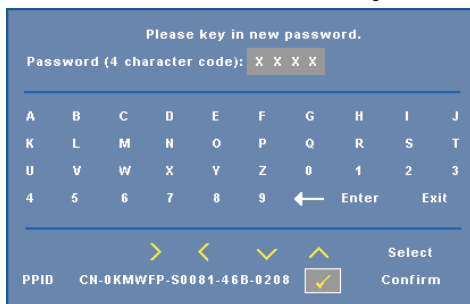 Please key in new password.
Password (4 character code): X X X X
A B C D E F G H I J
K L M N O P Q R S T
U V W X Y Z 0 1 2 3
4 5 6 7 8 9 ← Enter Exit
Select
PPID CN-0KMWFP-S0081-46B-0208 Confirm